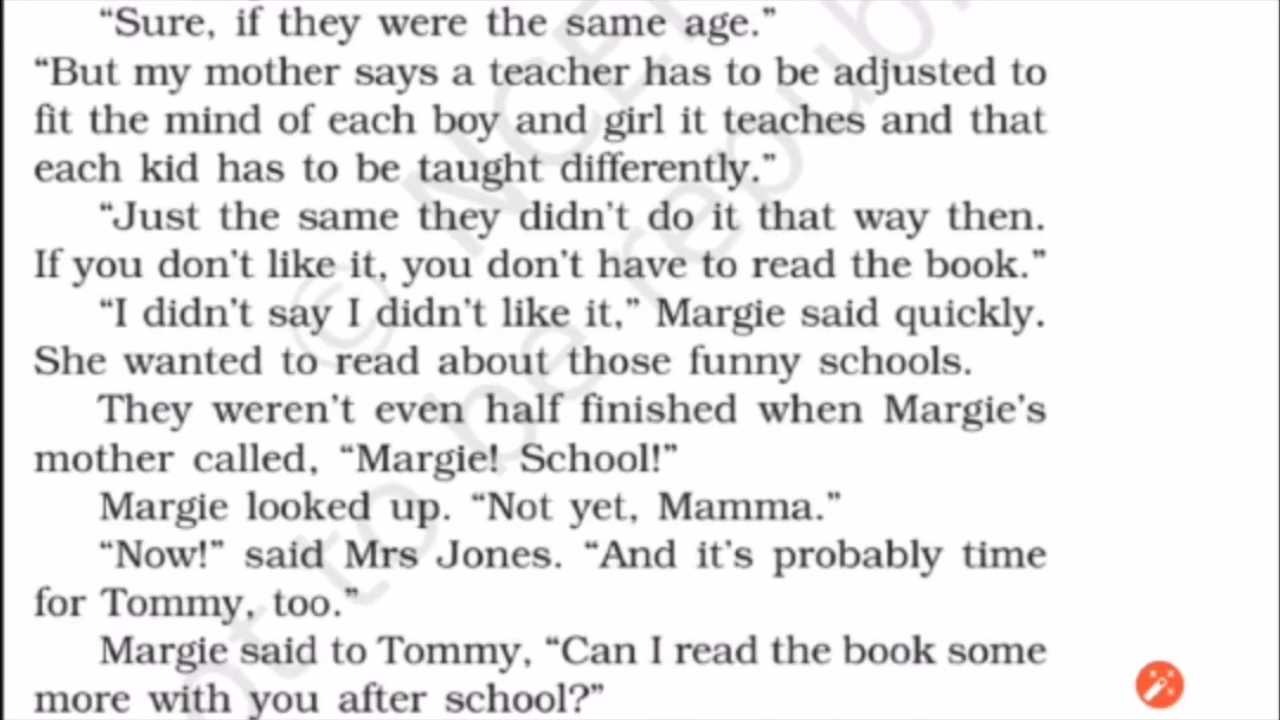 “Sure, if they were the same age.”
“But my mother says a teacher has to be adjusted to
fit the mind of each boy and girl it teaches and that
each kid has to be taught differently.”
“Just the same they didn’t do it that way then.
If you don’t like it, you don’t have to read the book.”
“I didn’t say I didn’t like it,” Margie said quickly.
She wanted to read about those funny schools.
They weren’t even half finished when Margie’s
mother called, “Margie! School!”
Margie looked up. “Not yet, Mamma.”
“Now!” said Mrs Jones. “And it’s probably time
for Tommy, too.”
Margie said to Tommy, “Can I read the book some
more with you after school?”